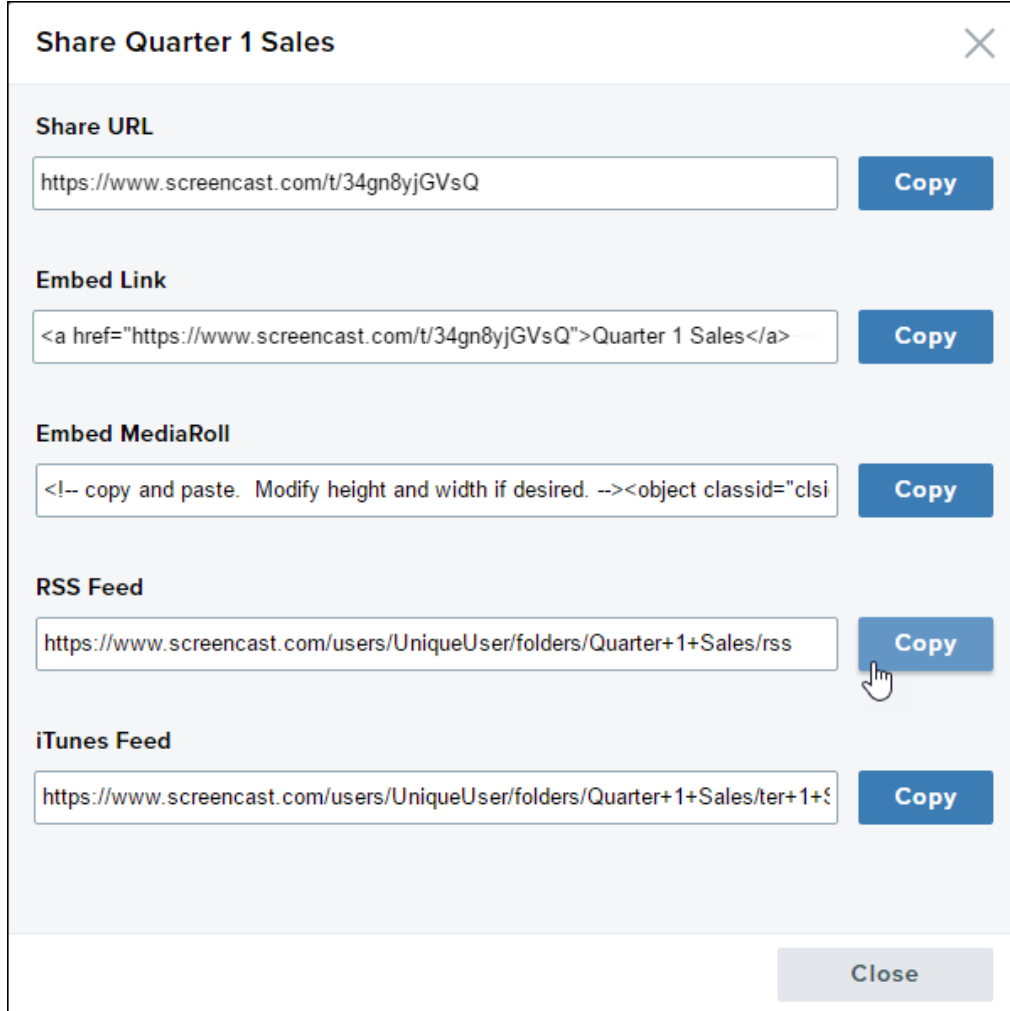 Share Quarter 1 Sales
Share URL
https://www.screencast.com/t/34gn8yjGVsQ
Copy
Embed Link
<a href="https://www.screencast.com/t/34gn8yjGVsQ">Quarter 1 Sales</a>
Copy
Embed MediaRoll
<!-- copy and paste.  Modify height and width if desired. --><object classid="clsi
Copy
RSS Feed
https://www.screencast.com/users/UniqueUser/folders/Quarter+1+Sales/rss
Copy
iTunes Feed
https://www.screencast.com/users/UniqueUser/folders/Quarter+1+Sales/ter+1+S
Copy
Close